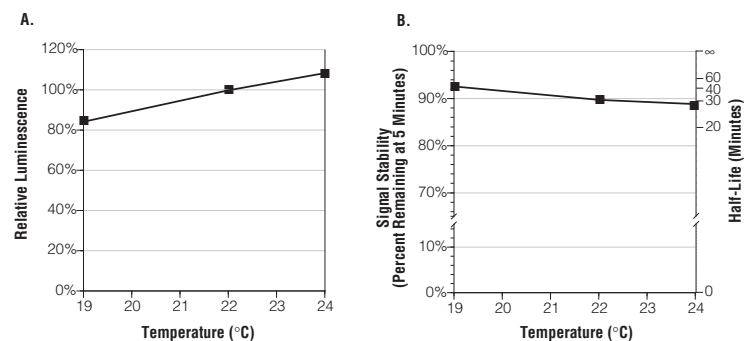 A.
120%
100%
80%
60%
40%
20%
0%
Relative Luminescence
19 20 21 22 23 24
Temperature (°C)
B.
100%
90%
80%
70%
10%
0%
Signal Stability
(Percent Remaining at 5 Minutes)
∞
60
40
30
20
0
Half-Life (Minutes)
19 20 21 22 23 24
Temperature (°C)